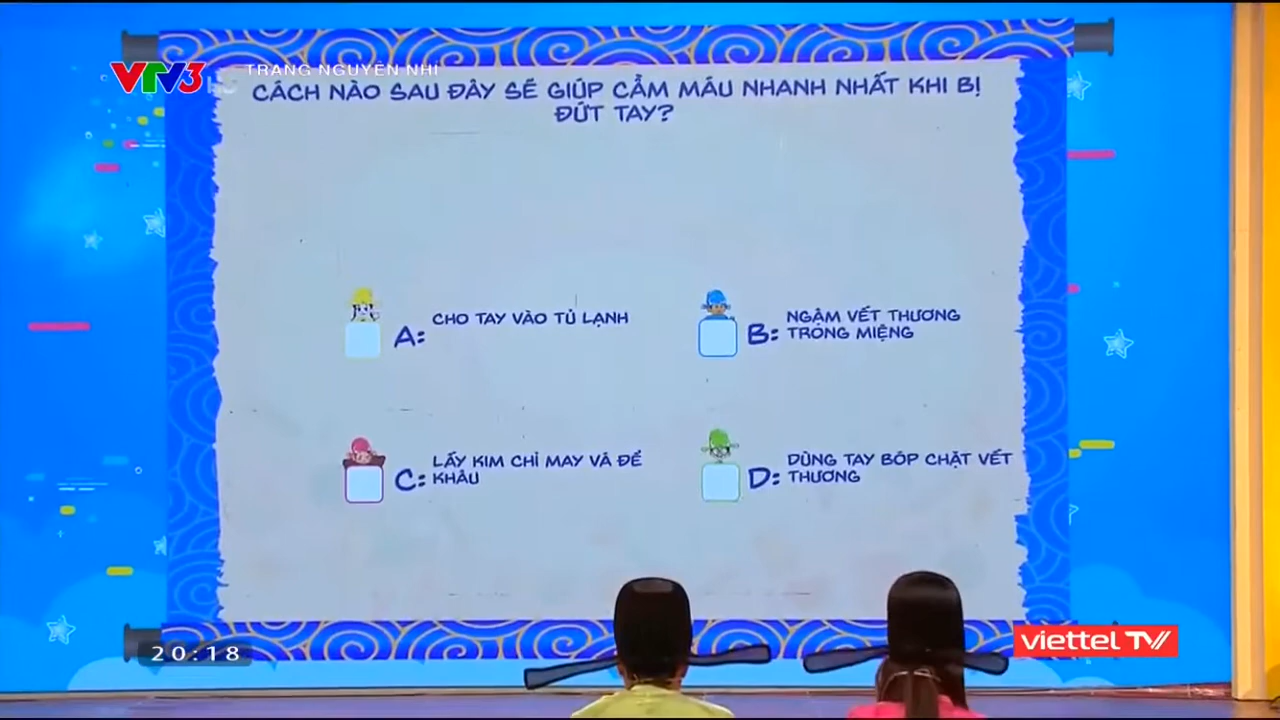 VTV3
TRẠNG NGUYÊN NHÍ
CÁCH NÀO SAU ĐÂY SẼ GIÚP CẦM MÁU NHANH NHẤT KHI BỊ
ĐỨT TAY?
A: CHO TAY VÀO TỦ LẠNH
B: NGẬM VẾT THƯƠNG
TRONG MIỆNG
C: LẤY KIM CHỈ MAY VÁ ĐỂ
KHÂU
D: DÙNG TAY BÓP CHẶT VẾT
THƯƠNG
20:18
viettel TV